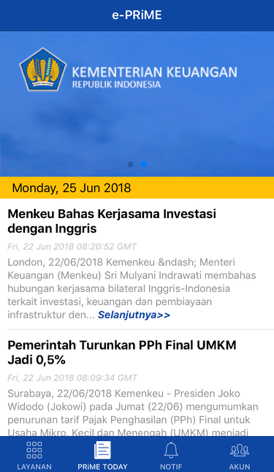 e-PRiME
KEMENTERIAN KEUANGAN
REPUBLIK INDONESIA
Monday, 25 Jun 2018
Menkeu Bahas Kerjasama Investasi
dengan Inggris
Fri, 22 Jun 2018 08:20:52 GMT
London, 22/06/2018 Kemenkeu &ndash; Menteri
Keuangan (Menkeu) Sri Mulyani Indrawati membahas
hubungan kerjasama bilateral Inggris-Indonesia
terkait investasi, keuangan dan pembiayaan
infrastruktur den... Selanjutnya>>
Pemerintah Turunkan PPh Final UMKM
Jadi 0,5%
Fri, 22 Jun 2018 08:09:34 GMT
Surabaya, 22/06/2018 Kemenkeu - Presiden Joko
Widodo (Jokowi) pada Jumat (22/06) mengumumkan
penurunan tarif Pajak Penghasilan (PPh) Final untuk
Usaha Mikro, Kecil dan Menengah (UMKM) menjadi
LAYANAN PRiME TODAY NOTIF AKUN